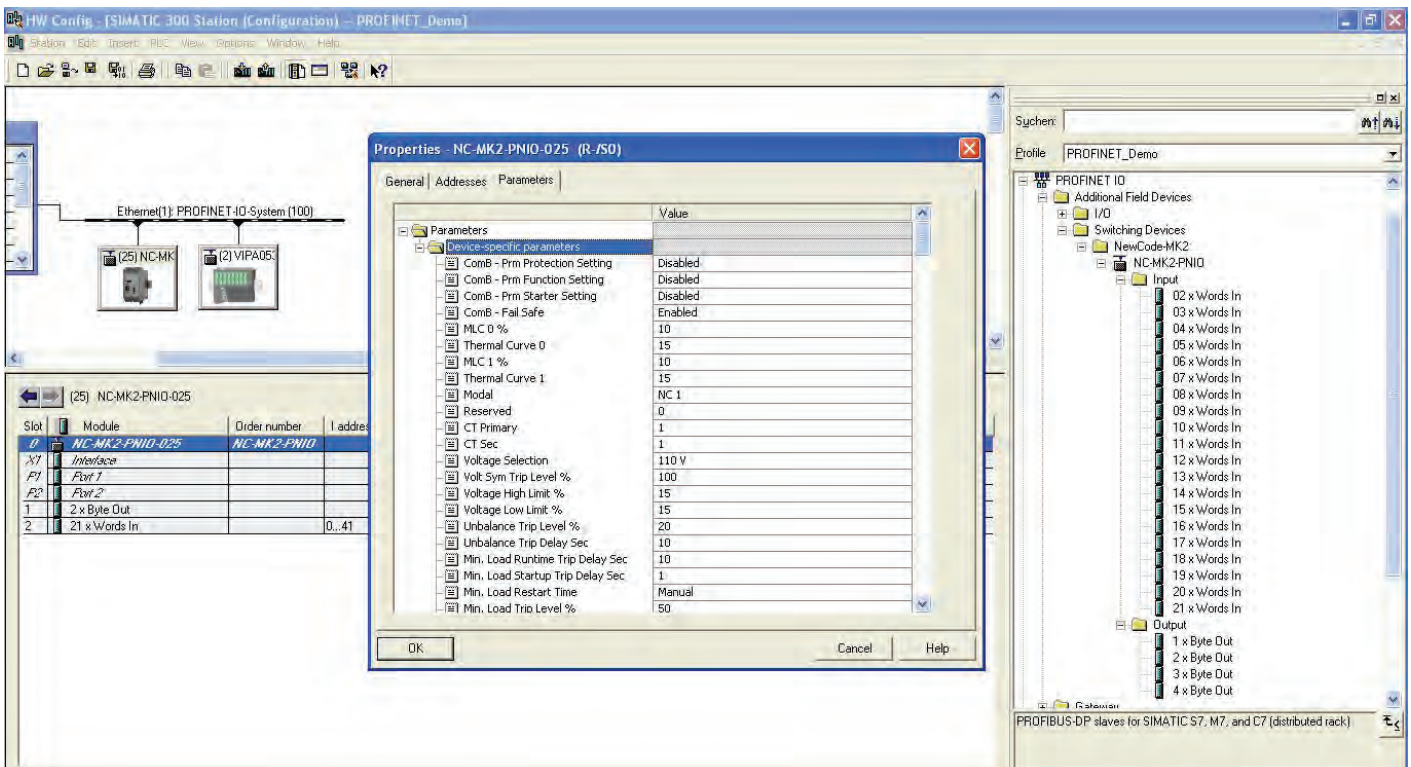 HW Config - [SIMATIC 300 Station (Configuration) -- PROFINET_Demo]
Station Edit Insert PLC View Options Window Help
Ethernet(1): PROFINET-IO-System (100)
(25) NC-MK
(2) VIPA05:
(25) NC-MK2-PNIO-025
Slot Module Order number I addres
0 NC-MK2-PNIO-025 NC-MK2-PNIO
X1 Interface
P1 Port 1
P2 Port 2
1 2 x Byte Out
2 21 x Words In 0...41
Properties - NC-MK2-PNIO-025 (R-/S0)
General Addresses Parameters
Value
Parameters
Device-specific parameters
ComB - Prm Protection Setting Disabled
ComB - Prm Function Setting Disabled
ComB - Prm Starter Setting Disabled
ComB - Fail Safe Enabled
MLC 0 % 10
Thermal Curve 0 15
MLC 1 % 10
Thermal Curve 1 15
Modal NC 1
Reserved 0
CT Primary 1
CT Sec 1
Voltage Selection 110 V
Volt Sym Trip Level % 100
Voltage High Limit % 15
Voltage Low Limit % 15
Unbalance Trip Level % 20
Unbalance Trip Delay Sec 10
Min. Load Runtime Trip Delay Sec 10
Min. Load Startup Trip Delay Sec 1
Min. Load Restart Time Manual
Min. Load Trip Level % 50
OK Cancel Help
Suchen:
Profile PROFINET_Demo
PROFINET IO
Additional Field Devices
I/O
Switching Devices
NewCode-MK2
NC-MK2-PNIO
Input
02 x Words In
03 x Words In
04 x Words In
05 x Words In
06 x Words In
07 x Words In
08 x Words In
09 x Words In
10 x Words In
11 x Words In
12 x Words In
13 x Words In
14 x Words In
15 x Words In
16 x Words In
17 x Words In
18 x Words In
19 x Words In
20 x Words In
21 x Words In
Output
1 x Byte Out
2 x Byte Out
3 x Byte Out
4 x Byte Out
Gateway
PROFIBUS-DP slaves for SIMATIC S7, M7, and C7 (distributed rack)